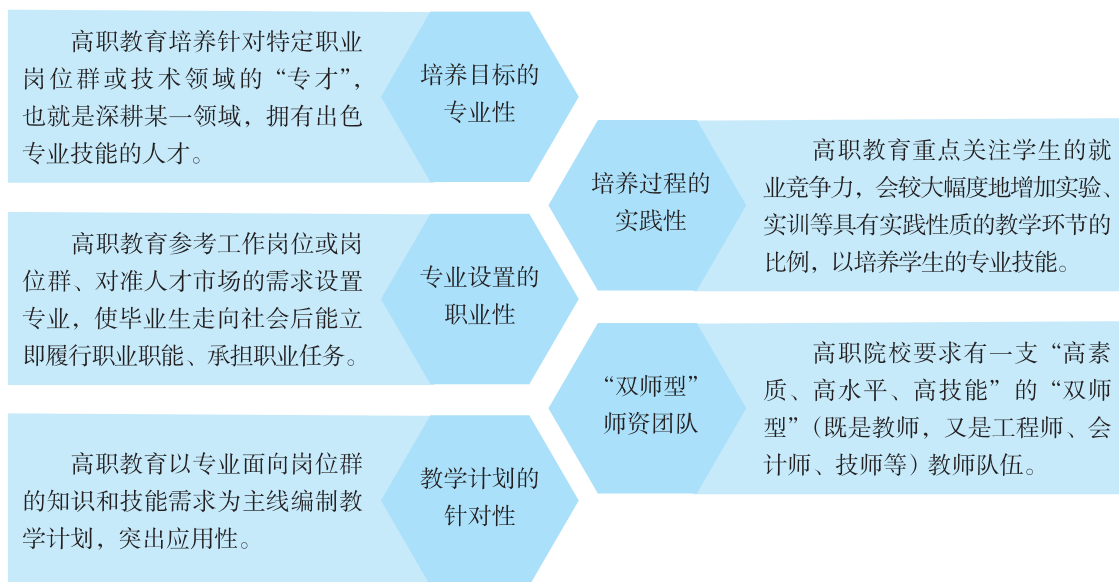 高职教育培养针对特定职业
岗位群或技术领域的“专才”，
也就是深耕某一领域，拥有出色
专业技能的人才。
培养目标的
专业性
培养过程的
实践性
高职教育重点关注学生的就
业竞争力，会较大幅度地增加实验、
实训等具有实践性质的教学环节的
比例，以培养学生的专业技能。
高职教育参考工作岗位或岗
位群、对准人才市场的需求设置
专业，使毕业生走向社会后能立
即履行职业职能、承担职业任务。
专业设置的
职业性
“双师型”
师资团队
高职院校要求有一支“高素
质、高水平、高技能”的“双师
型”（既是教师，又是工程师、会
计师、技师等）教师队伍。
高职教育以专业面向岗位群
的知识和技能需求为主线编制教
学计划，突出应用性。
教学计划的
针对性